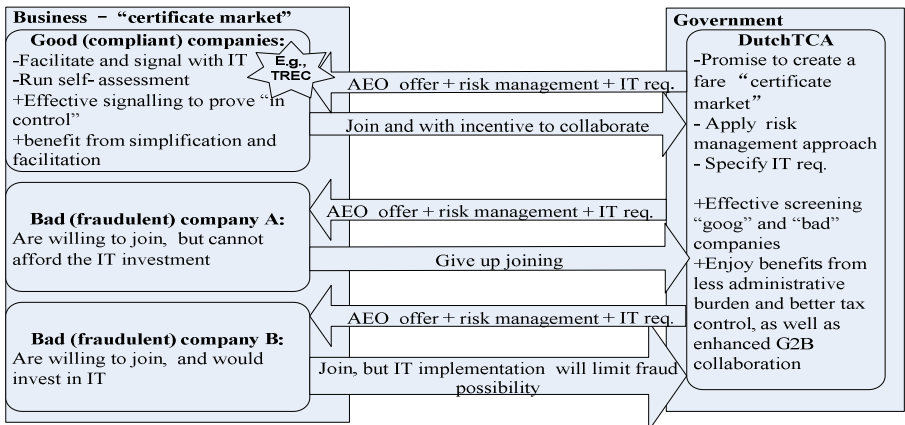 Business – “certificate market”
Good (compliant) companies:
-Facilitate and signal with IT
-Run self- assessment
+Effective signalling to prove “in
control”
+benefit from simplification and
facilitation
E.g.,
TREC
Bad (fraudulent) company A:
Are willing to join, but cannot
afford the IT investment
Bad (fraudulent) company B:
Are willing to join, and would
invest in IT
AEO offer + risk management + IT req.
Join and with incentive to collaborate
AEO offer + risk management + IT req.
Give up joining
AEO offer + risk management + IT req.
Join, but IT implementation will limit fraud
possibility
Government
DutchTCA
-Promise to create a
fare “certificate
market”
- Apply risk
management approach
- Specify IT req.
+Effective screening
“goog” and “bad”
companies
+Enjoy benefits from
less administrative
burden and better tax
control, as well as
enhanced G2B
collaboration